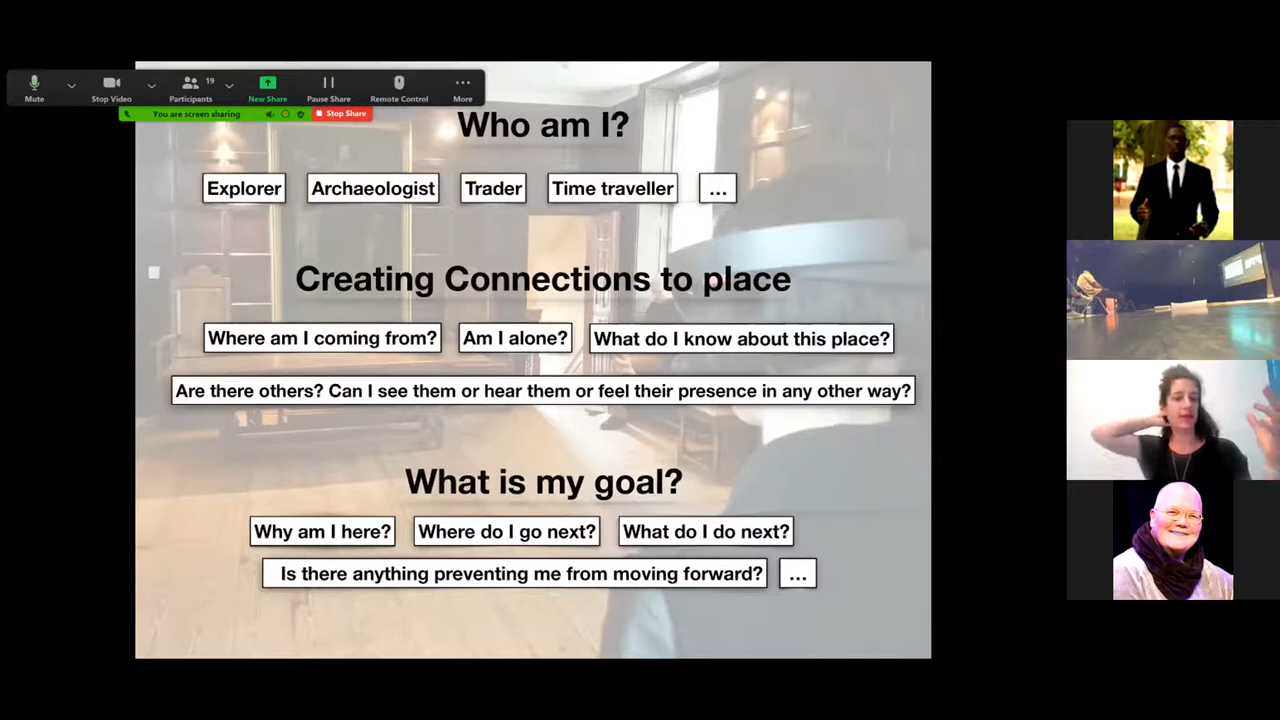 19
Mute
Stop Video
Participants
New Share
Pause Share
Remote Control
More
You are screen sharing
Stop Share
Who am I?
Explorer
Archaeologist
Trader
Time traveller
...
Creating Connections to place
Where am I coming from?
Am I alone?
What do I know about this place?
Are there others? Can I see them or hear them or feel their presence in any other way?
What is my goal?
Why am I here?
Where do I go next?
What do I do next?
Is there anything preventing me from moving forward?
...